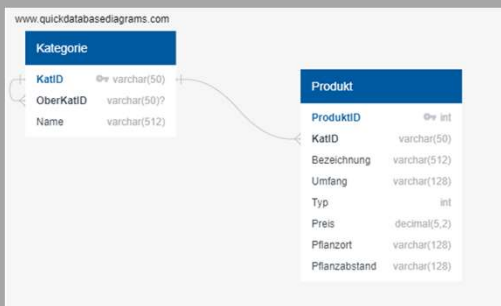 www.quickdatabasediagrams.com
Kategorie
KatID varchar(50)
OberKatID varchar(50)?
Name varchar(512)
Produkt
ProduktID int
KatID varchar(50)
Bezeichnung varchar(512)
Umfang varchar(128)
Typ int
Preis decimal(5,2)
Pflanzort varchar(128)
Pflanzabstand varchar(128)